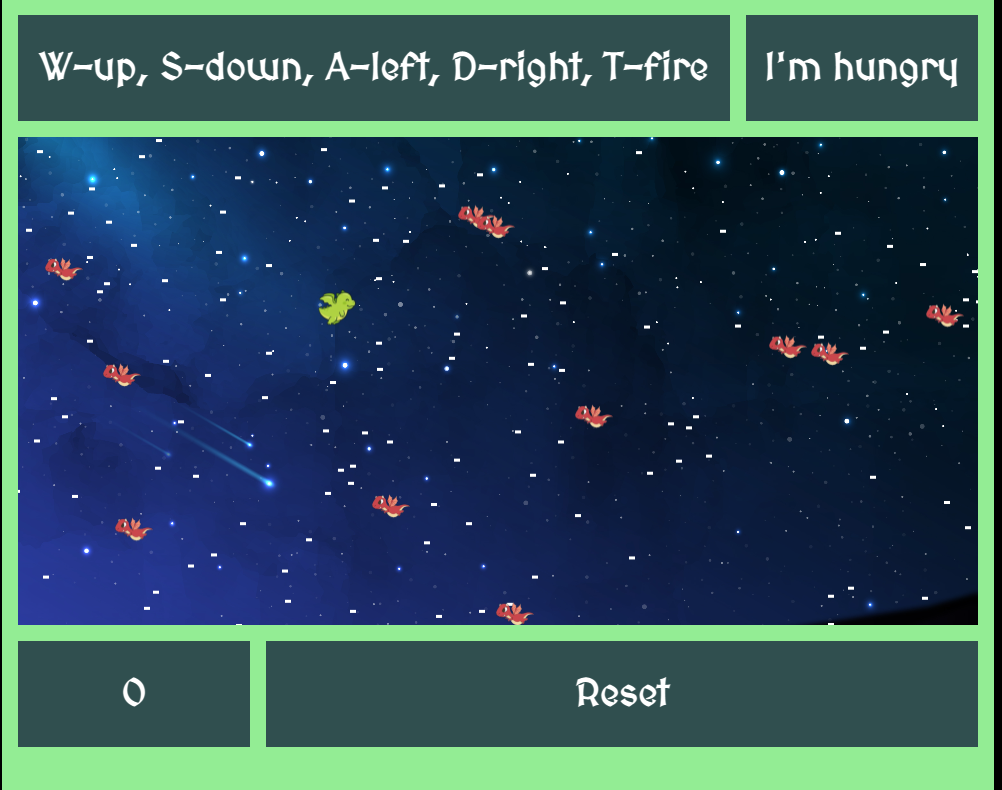 W-up, S-down, A-left, D-right, T-fire
I'm hungry
0
Reset